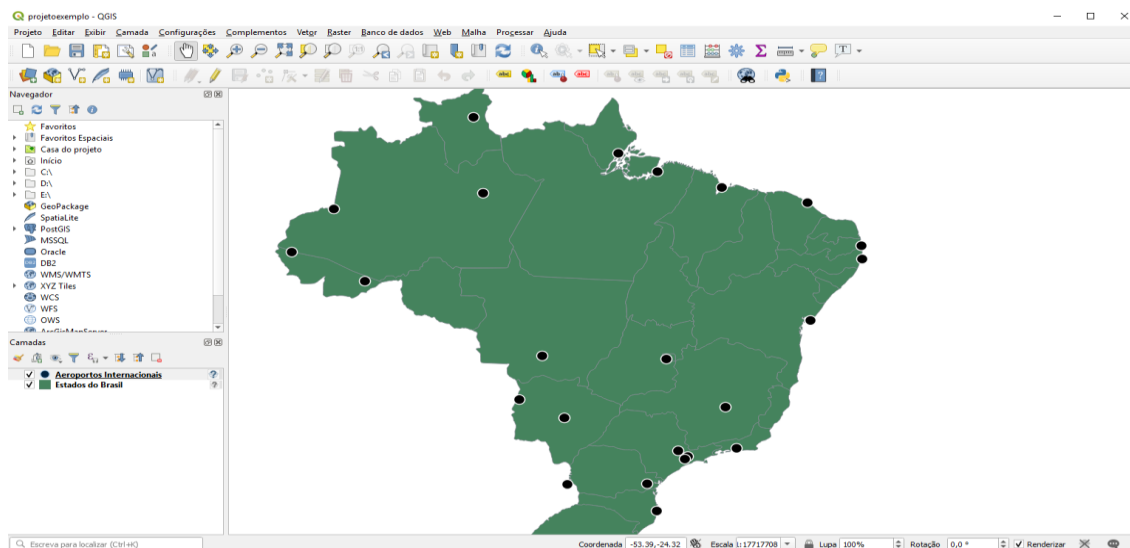 projetoexemplo - QGIS
Projeto Editar Exibir Camada Configurações Complementos Vetor Raster Banco de dados Web Malha Processar Ajuda
Navegador
Favoritos
Favoritos Espaciais
Casa do projeto
Início
C:\
D:\
E:\
GeoPackage
SpatiaLite
PostGIS
MSSQL
Oracle
DB2
WMS/WMTS
XYZ Tiles
WCS
WFS
OWS
ArcGisMapServer
Camadas
Aeroportos Internacionais
Estados do Brasil
Escreva para localizar (Ctrl+K)
Coordenada -53.39,-24.32 Escala 1:17717708 Lupa 100% Rotação 0,0 ° Renderizar